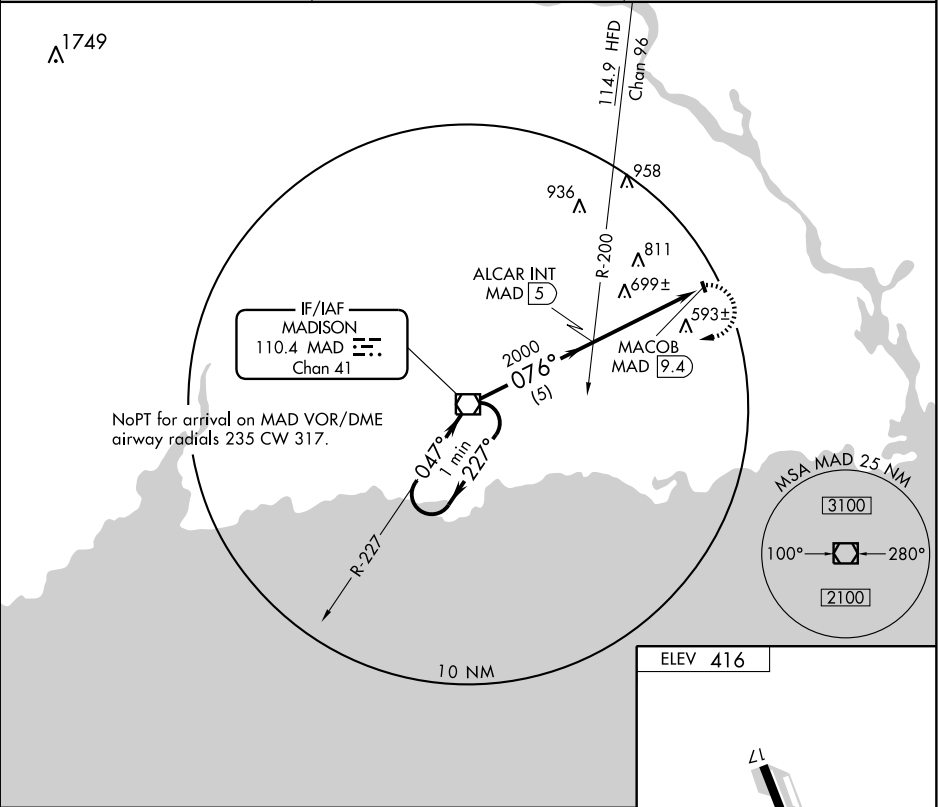 1749
114.9 HFD
Chan 96
958
936
R-200
811
ALCAR INT
MAD 5
699±
IF/IAF
MADISON
110.4 MAD
Chan 41
593±
2000
076°
(5)
MACOB
MAD 9.4
NoPT for arrival on MAD VOR/DME
airway radials 235 CW 317.
047°
1 min
227°
R-227
MSA MAD 25 NM
3100
100°
280°
2100
10 NM
ELEV 416
17